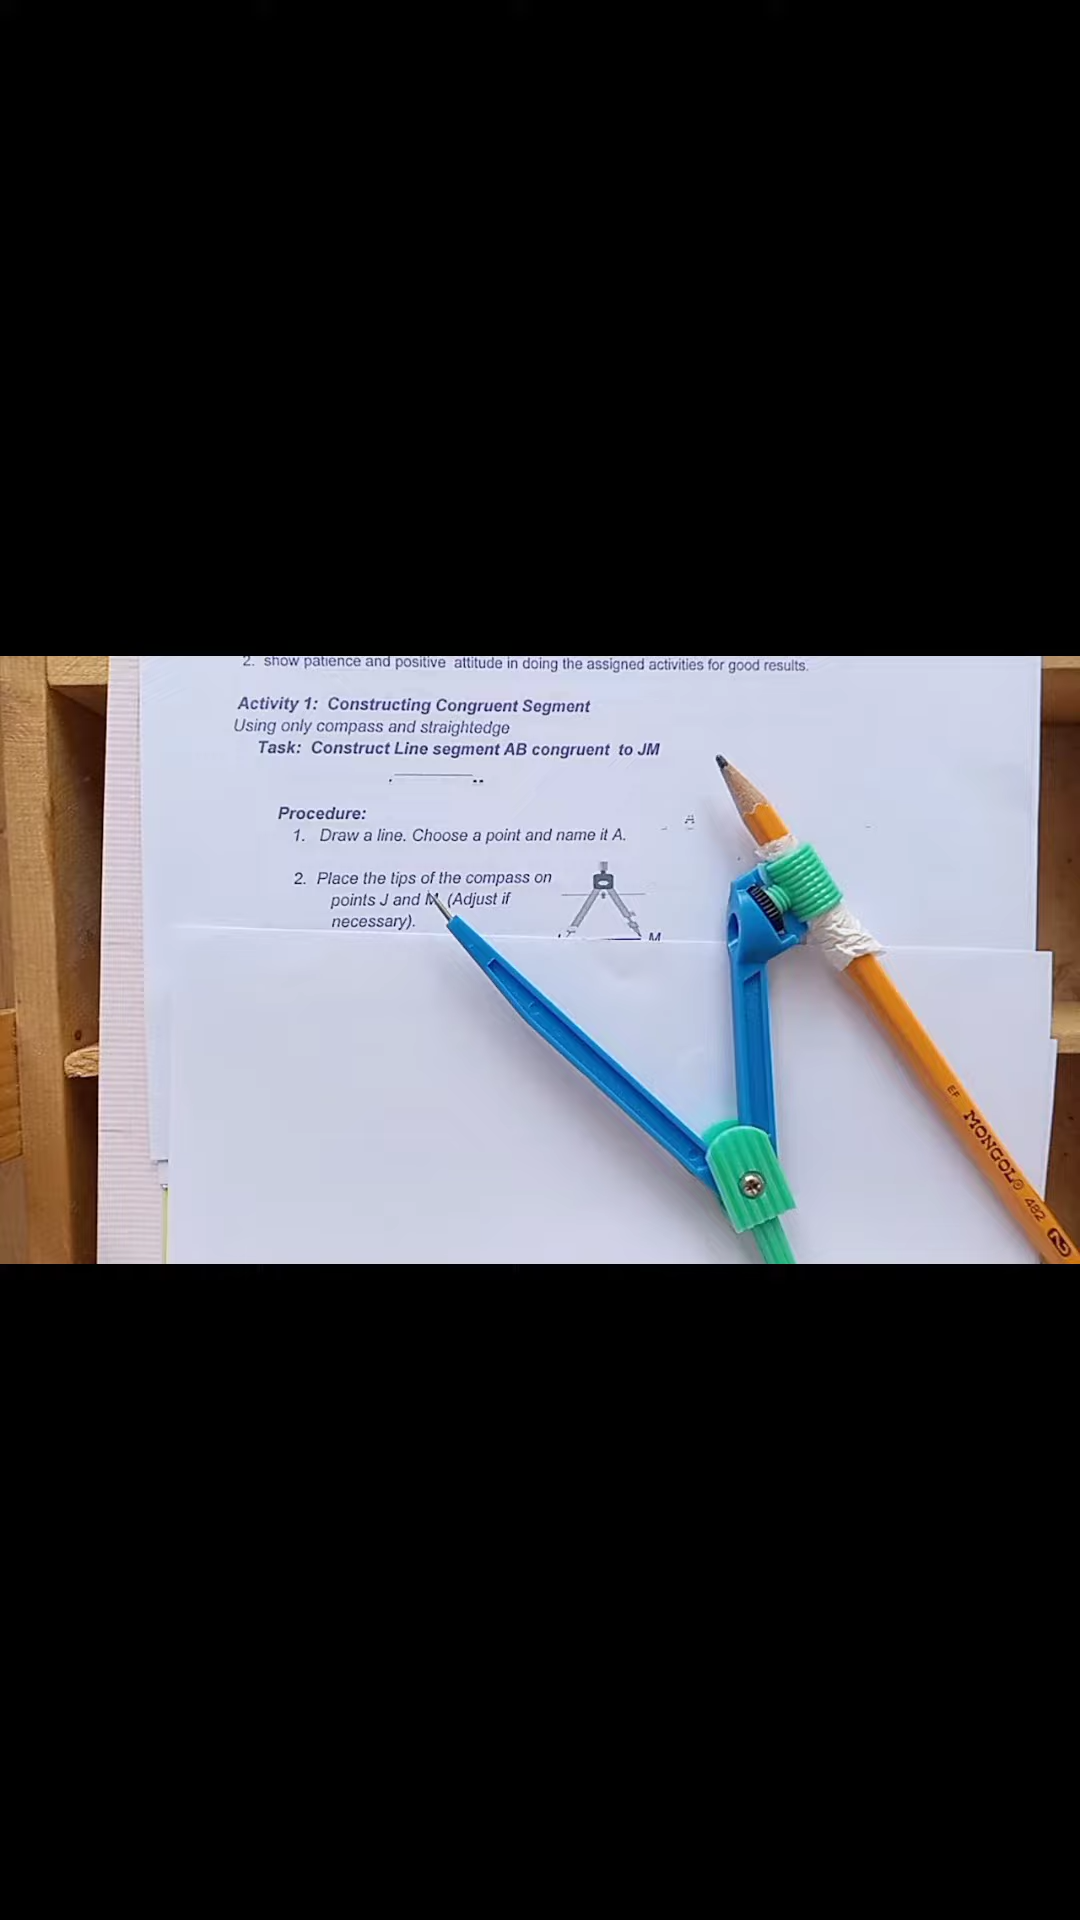 2. show patience and positive attitude in doing the assigned activities for good results.
Activity 1: Constructing Congruent Segment
Using only compass and straightedge
Task: Construct Line segment AB congruent to JM
Procedure:
1. Draw a line. Choose a point and name it A.
A
2. Place the tips of the compass on
points J and M (Adjust if
necessary).
M
EF MONGOL 482 2